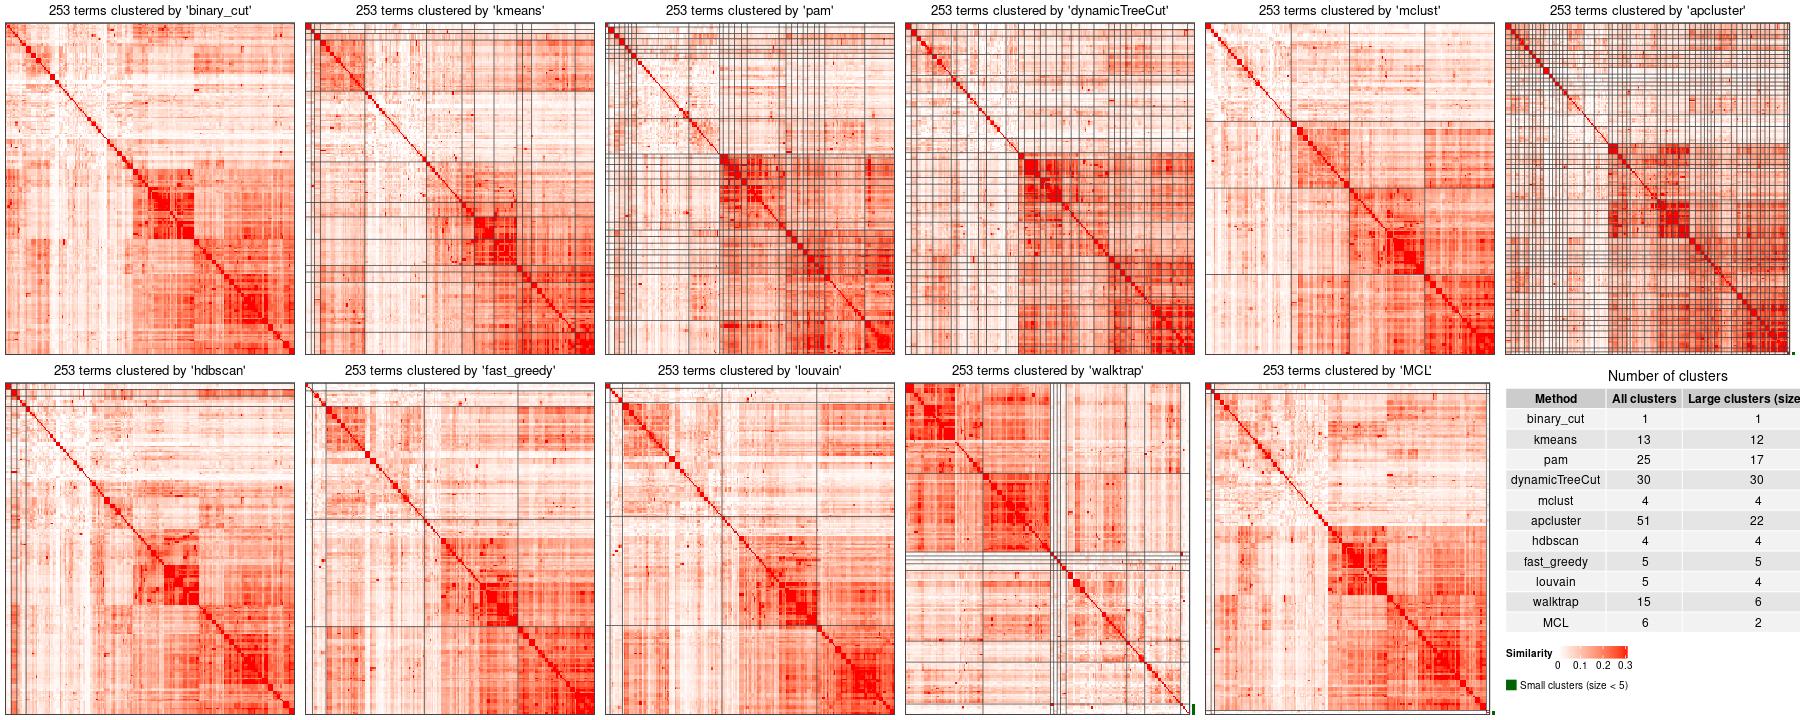 253 terms clustered by 'binary_cut'
253 terms clustered by 'kmeans'
253 terms clustered by 'pam'
253 terms clustered by 'dynamicTreeCut'
253 terms clustered by 'mclust'
253 terms clustered by 'apcluster'
253 terms clustered by 'hdbscan'
253 terms clustered by 'fast_greedy'
253 terms clustered by 'louvain'
253 terms clustered by 'walktrap'
253 terms clustered by 'MCL'
Number of clusters
Method All clusters Large clusters (size
binary_cut 1 1
kmeans 13 12
pam 25 17
dynamicTreeCut 30 30
mclust 4 4
apcluster 51 22
hdbscan 4 4
fast_greedy 5 5
louvain 5 4
walktrap 15 6
MCL 6 2
Similarity
0 0.1 0.2 0.3
Small clusters (size < 5)